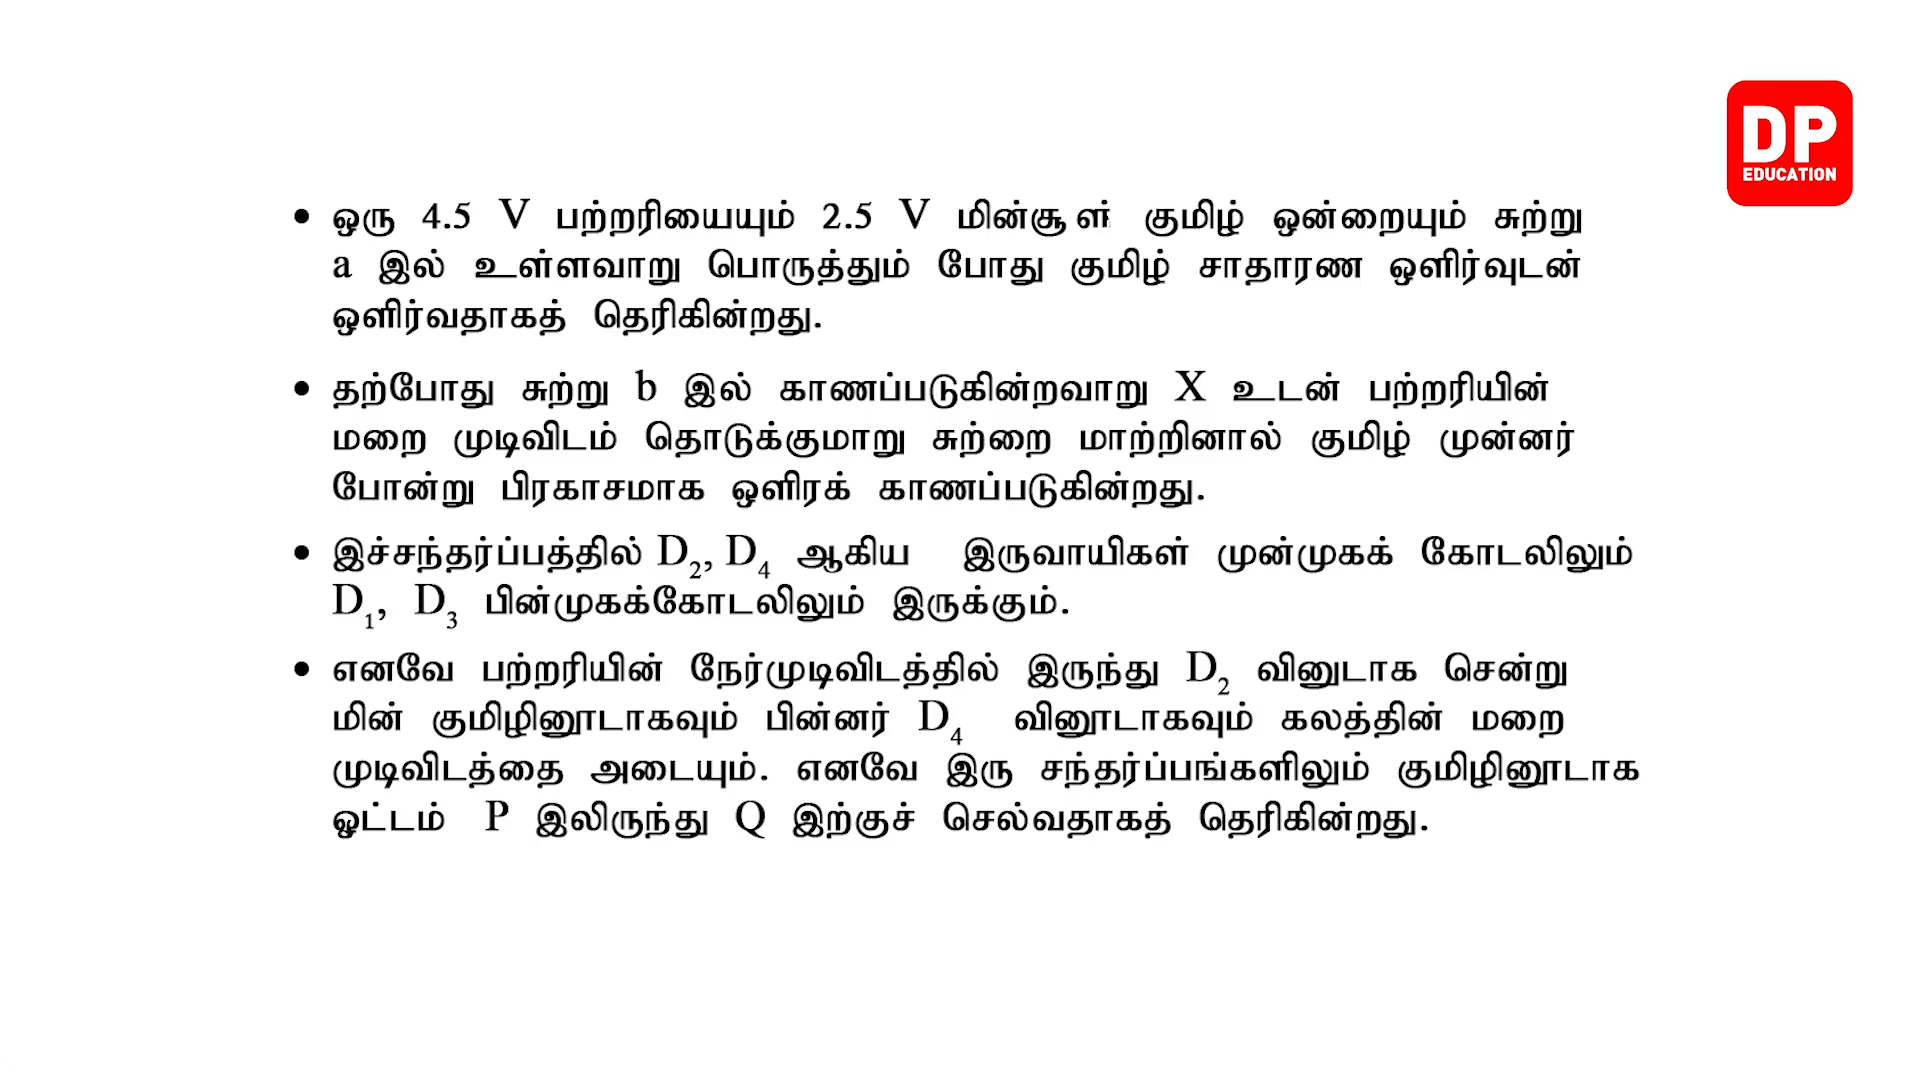 DP
EDUCATION
• ஒரு 4.5 V பற்றரியையும் 2.5 V மின்சூள் குமிழ் ஒன்றையும் சுற்று
a இல் உள்ளவாறு பொருத்தும் போது குமிழ் சாதாரண ஒளிர்வுடன்
ஒளிர்வதாகத் தெரிகின்றது.
• தற்போது சுற்று b இல் காணப்படுகின்றவாறு X உடன் பற்றரியின்
மறை முடிவிடம் தொடுக்குமாறு சுற்றை மாற்றினால் குமிழ் முன்னர்
போன்று பிரகாசமாக ஒளிரக் காணப்படுகின்றது.
• இச்சந்தர்ப்பத்தில் D₂, D₄ ஆகிய இருவாயிகள் முன்முகக் கோடலிலும்
D₁, D₃ பின்முகக்கோடலிலும் இருக்கும்.
• எனவே பற்றரியின் நேர்முடிவிடத்தில் இருந்து D₂ வினுடாக சென்று
மின் குமிழினூடாகவும் பின்னர் D₄ வினூடாகவும் கலத்தின் மறை
முடிவிடத்தை அடையும். எனவே இரு சந்தர்ப்பங்களிலும் குமிழினூடாக
ஓட்டம் P இலிருந்து Q இற்குச் செல்வதாகத் தெரிகின்றது.